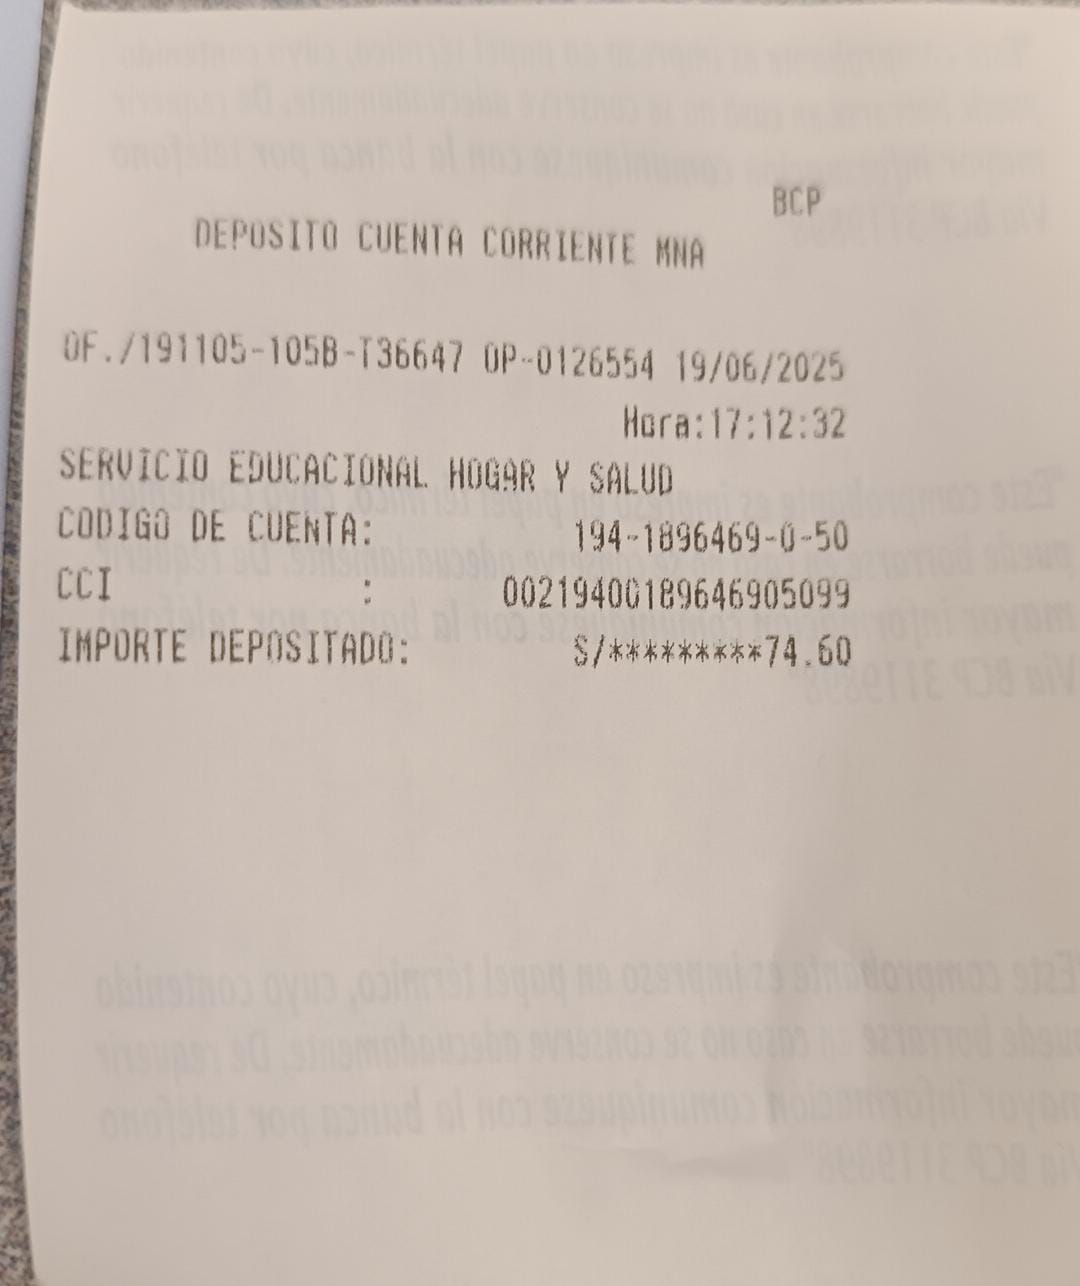 BCP
DEPOSITO CUENTA CORRIENTE MNA
OF./191105-105B-T36647 OP-0126554 19/06/2025
Hora:17:12:32
SERVICIO EDUCACIONAL HOGAR Y SALUD
CODIGO DE CUENTA: 194-1896469-0-50
CCI : 00219400189646905099
IMPORTE DEPOSITADO: S/*********74.60